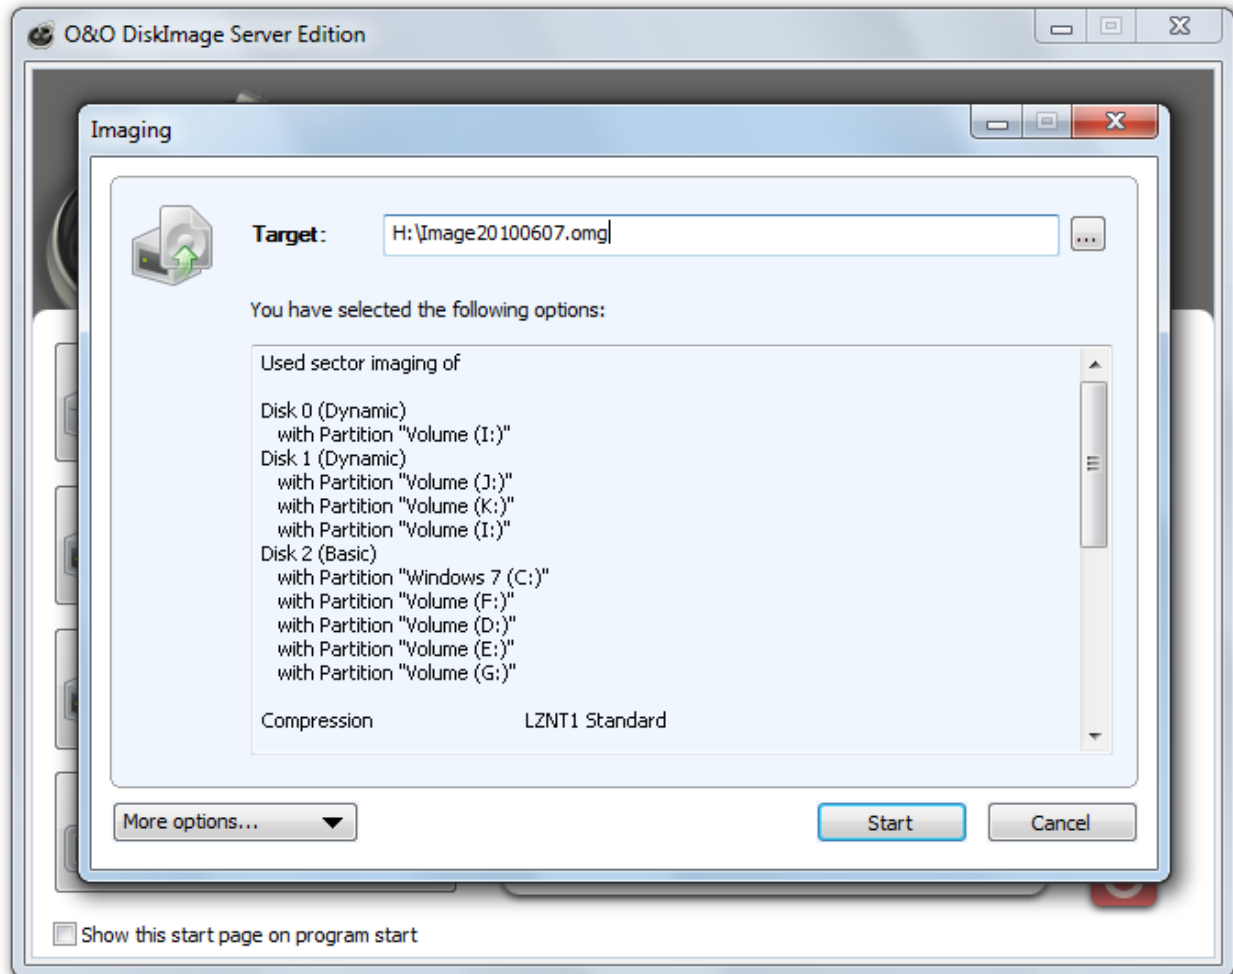 O&O DiskImage Server Edition
Imaging
Target: H:\Image20100607.omg ...
You have selected the following options:
Used sector imaging of
Disk 0 (Dynamic)
with Partition "Volume (I:)"
Disk 1 (Dynamic)
with Partition "Volume (J:)"
with Partition "Volume (K:)"
with Partition "Volume (I:)"
Disk 2 (Basic)
with Partition "Windows 7 (C:)"
with Partition "Volume (F:)"
with Partition "Volume (D:)"
with Partition "Volume (E:)"
with Partition "Volume (G:)"
Compression LZNT1 Standard
More options... Start Cancel
Show this start page on program start